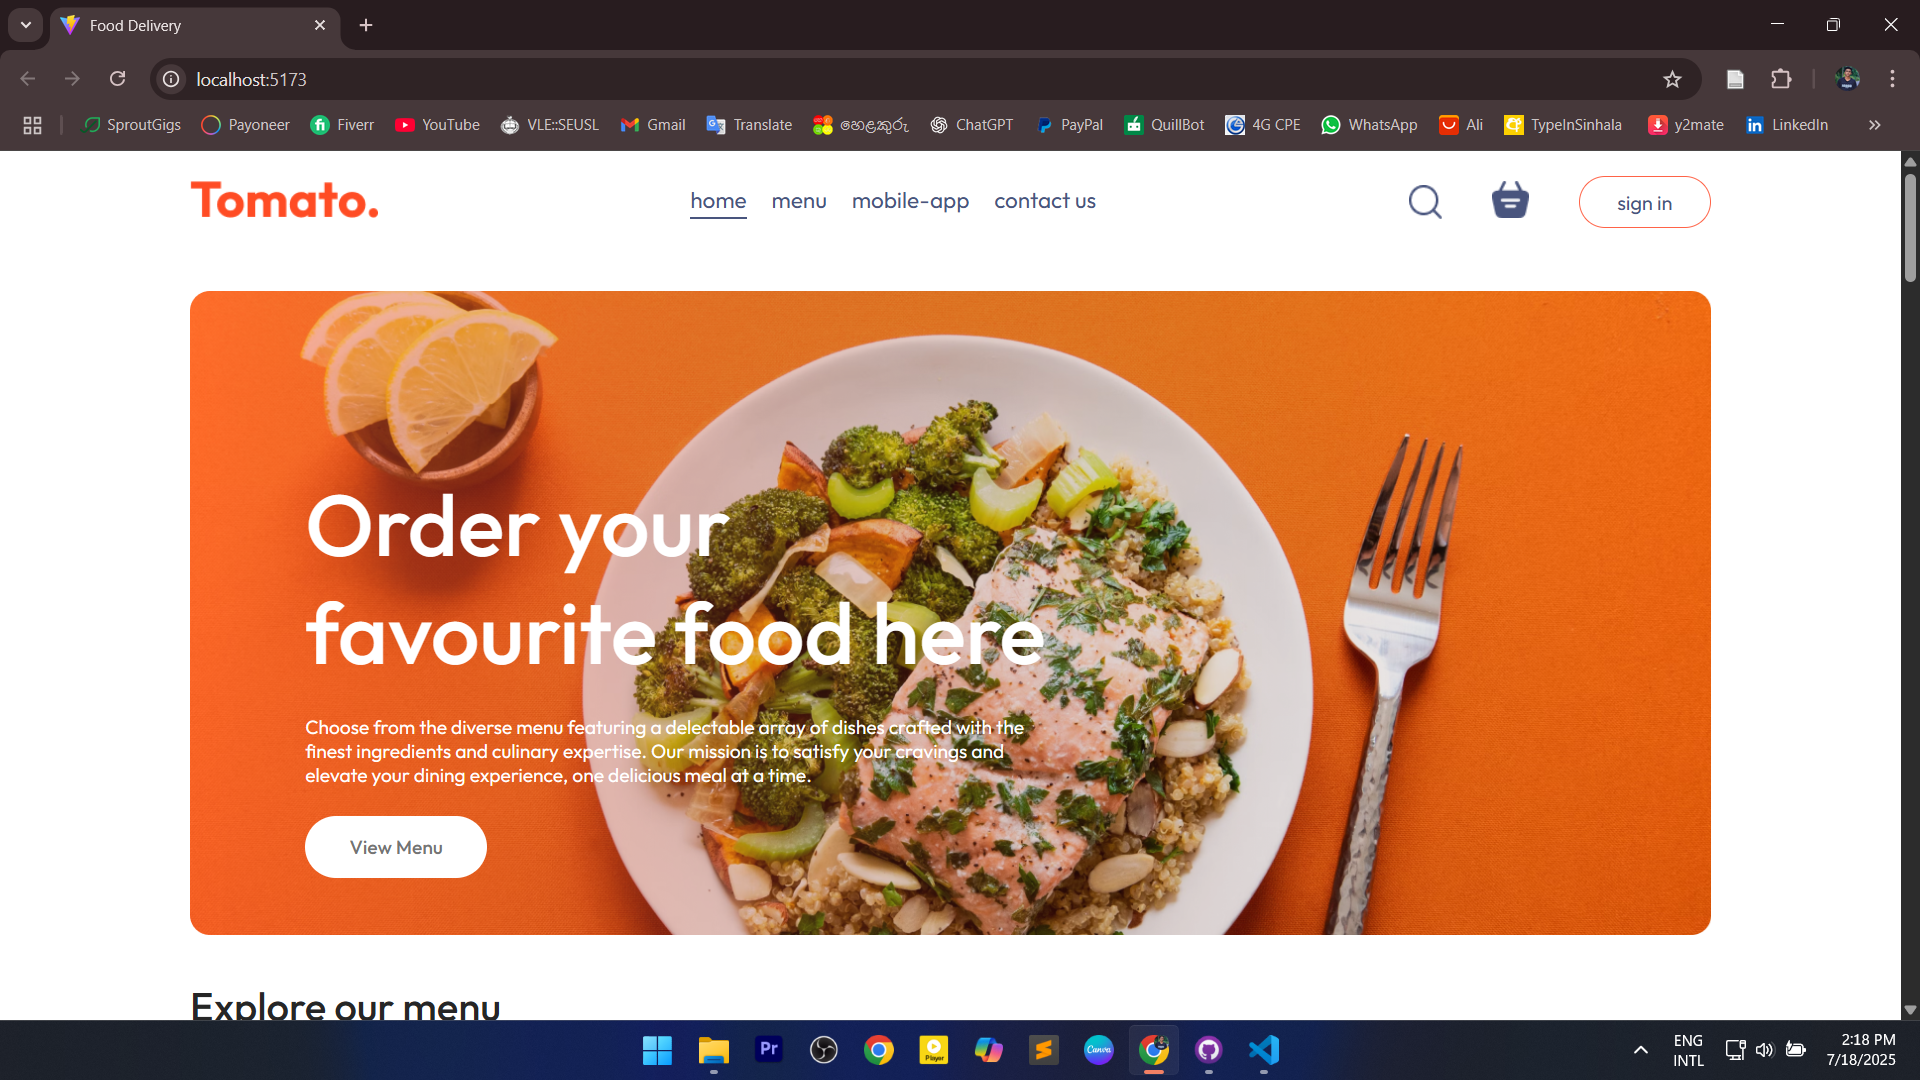 Food Delivery
localhost:5173
SproutGigs
Payoneer
Fiverr
YouTube
VLE::SEUSL
Gmail
Translate
හෙළකුරු
ChatGPT
PayPal
QuillBot
4G CPE
WhatsApp
Ali
TypeInSinhala
y2mate
LinkedIn
Tomato.
home
menu
mobile-app
contact us
sign in
Order your
favourite food here
Choose from the diverse menu featuring a delectable array of dishes crafted with the
finest ingredients and culinary expertise. Our mission is to satisfy your cravings and
elevate your dining experience, one delicious meal at a time.
View Menu
Explore our menu
Pr
Player
Canva
ENG
INTL
2:18 PM
7/18/2025